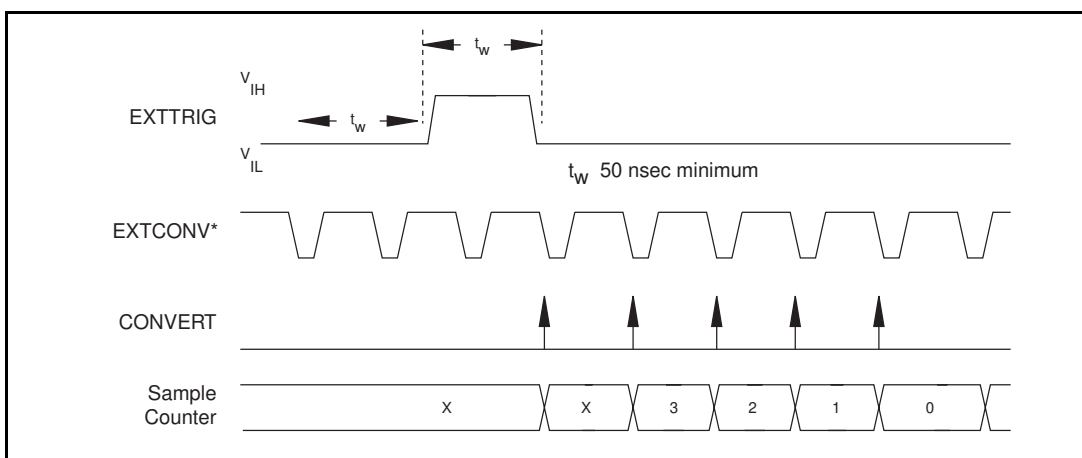 t_w
V_IH
EXTTRIG
t_w
V_IL
t_w 50 nsec minimum
EXTCONV*
CONVERT
Sample
Counter
X X 3 2 1 0